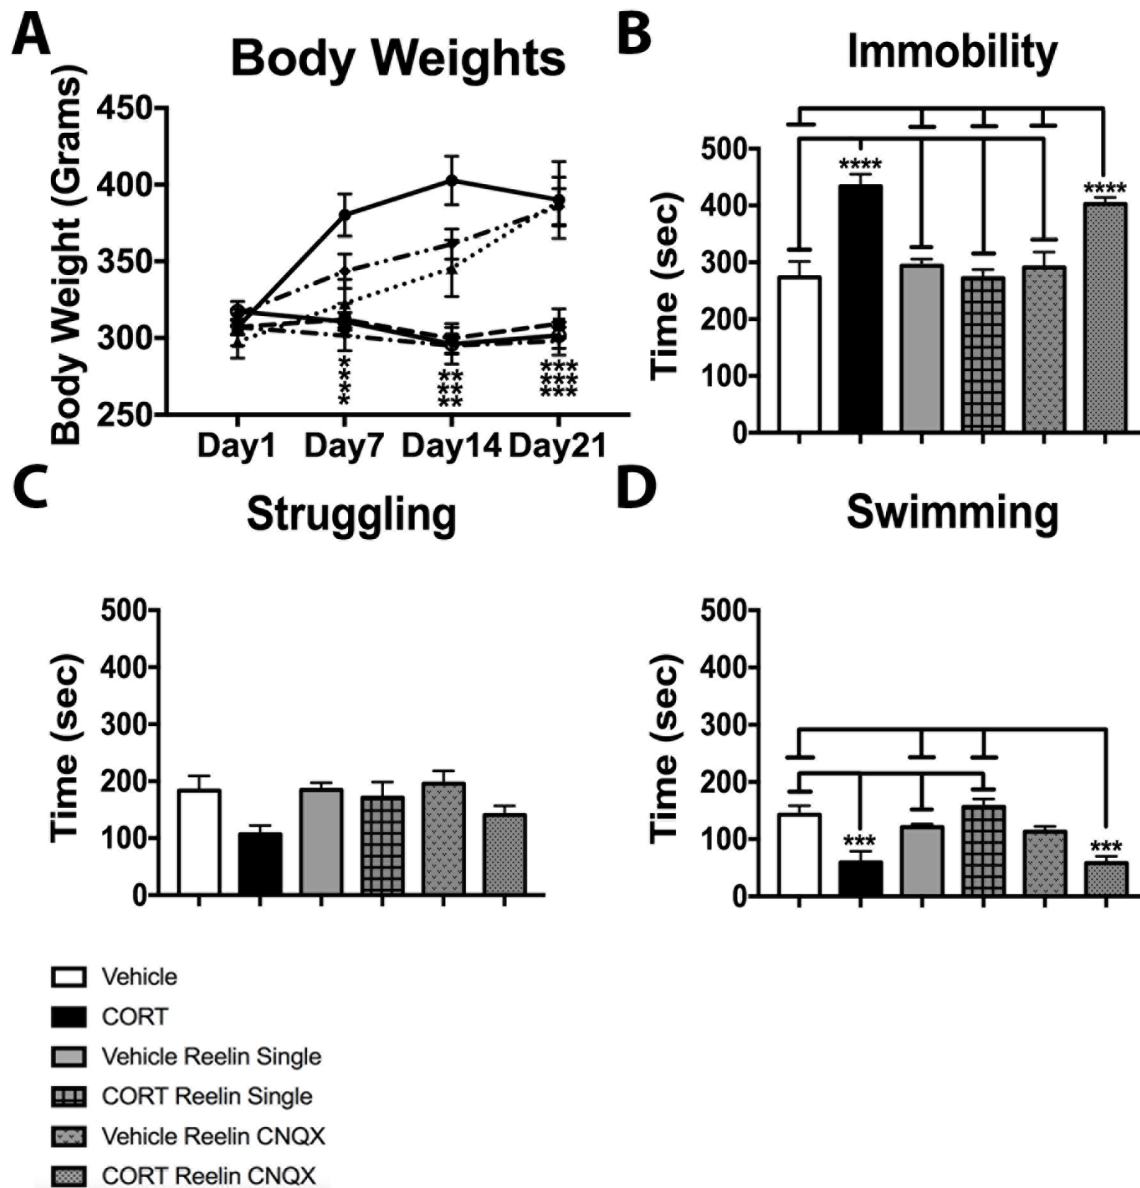 A
Body Weights
Body Weight (Grams)
450
400
350
300
250
****
***
***
***
***
***
Day1 Day7 Day14 Day21
B
Immobility
Time (sec)
500
400
300
200
100
0
****
****
C
Struggling
Time (sec)
500
400
300
200
100
0
D
Swimming
Time (sec)
500
400
300
200
100
0
***
***
Vehicle
CORT
Vehicle Reelin Single
CORT Reelin Single
Vehicle Reelin CNQX
CORT Reelin CNQX